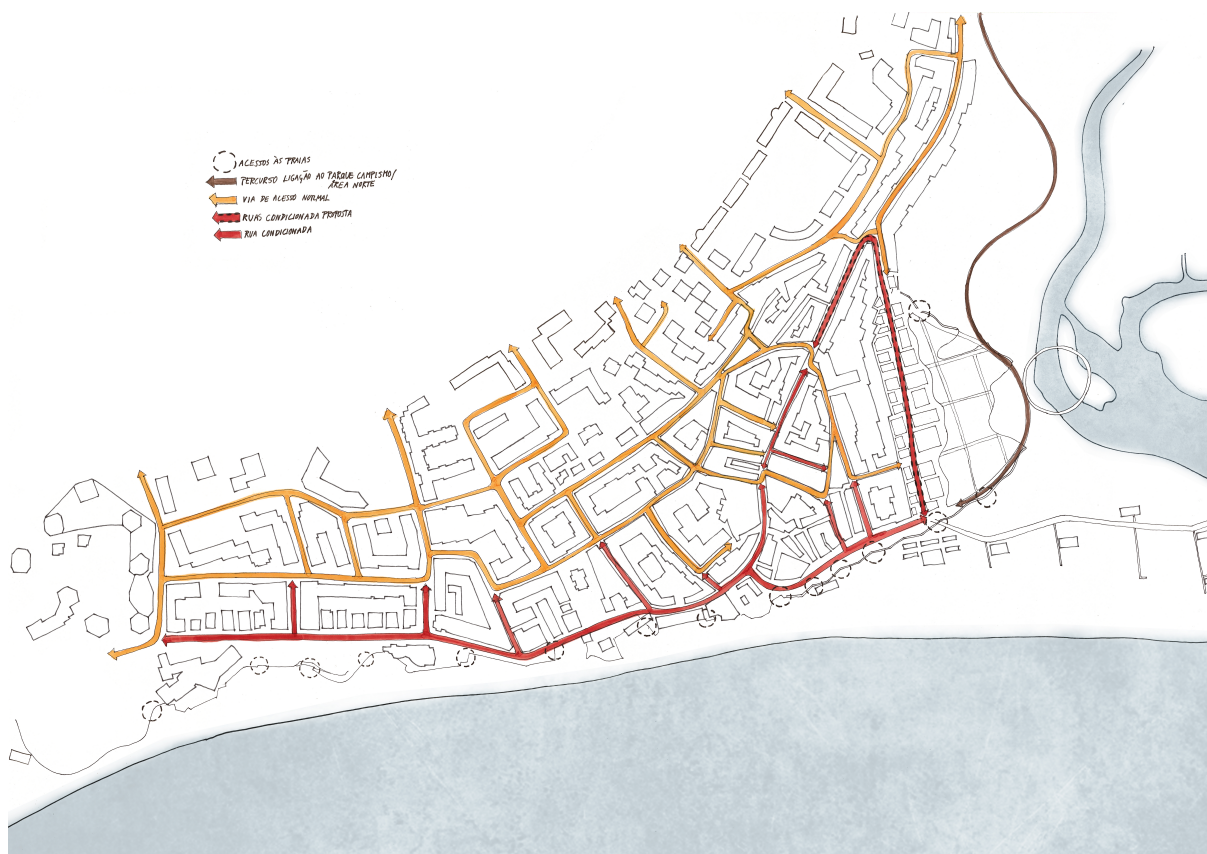 ACESSOS ÀS PRAIAS
PERCURSO LIGAÇÃO AO PARQUE CAMPISMO/
ÁREA NORTE
VIA DE ACESSO NORMAL
RUAS CONDICIONADA PROPOSTA
RUA CONDICIONADA